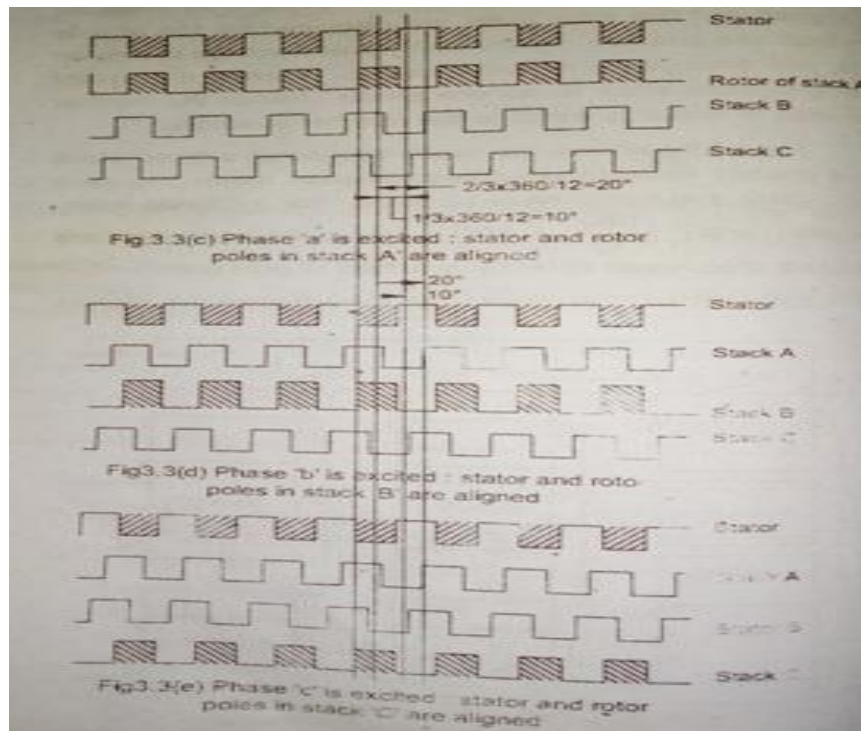 Stator
Rotor of stack A
Stack B
Stack C
2/3x360/12=20°
1/3x360/12=10°
Fig.3.3(c) Phase 'a' is excited : stator and rotor
poles in stack 'A' are aligned
20°
10°
Stator
Stack A
Stack B
Stack C
Fig3.3(d) Phase 'b' is excited : stator and roto
poles in stack 'B' are aligned
Stator
A
Stack
Fig3.3(e) Phase 'c' is excited stator and rotor
poles in stack 'C' are aligned